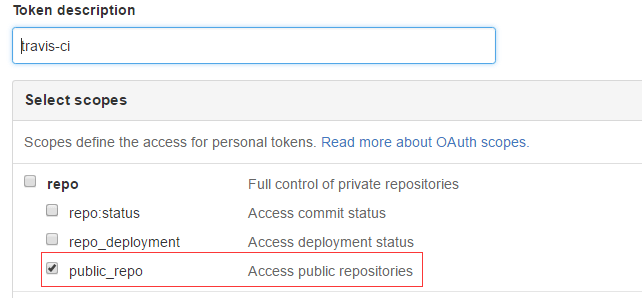 Token description
travis-ci
Select scopes
Scopes define the access for personal tokens. Read more about OAuth scopes.
repo Full control of private repositories
repo:status Access commit status
repo_deployment Access deployment status
public_repo Access public repositories